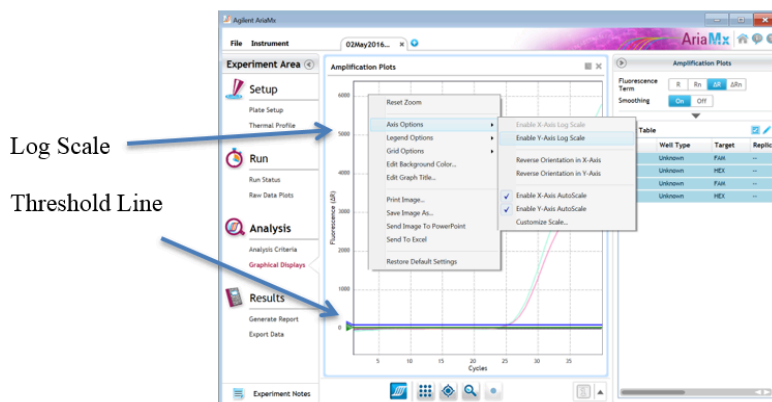 Agilent AriaMx
File Instrument
02May2016...
AriaMx
Experiment Area
Setup
Plate Setup
Thermal Profile
Run
Run Status
Raw Data Plots
Analysis
Analysis Criteria
Graphical Displays
Results
Generate Report
Export Data
Experiment Notes
Log Scale
Threshold Line
Amplification Plots
Fluorescence (ΔR)
6000
5000
4000
3000
2000
1000
0
5 10 15 20 25 30 35
Cycles
Reset Zoom
Axis Options
Legend Options
Grid Options
Edit Background Color...
Edit Graph Title...
Print Image...
Save Image As...
Send Image To PowerPoint
Send To Excel
Restore Default Settings
Enable X-Axis Log Scale
Enable Y-Axis Log Scale
Reverse Orientation in X-Axis
Reverse Orientation in Y-Axis
Enable X-Axis AutoScale
Enable Y-Axis AutoScale
Customize Scale...
Amplification Plots
Fluorescence
Term
R Rn ΔR ΔRn
Smoothing On Off
Table
Well Type Target Replic
Unknown FAM --
Unknown HEX --
Unknown FAM --
Unknown HEX --